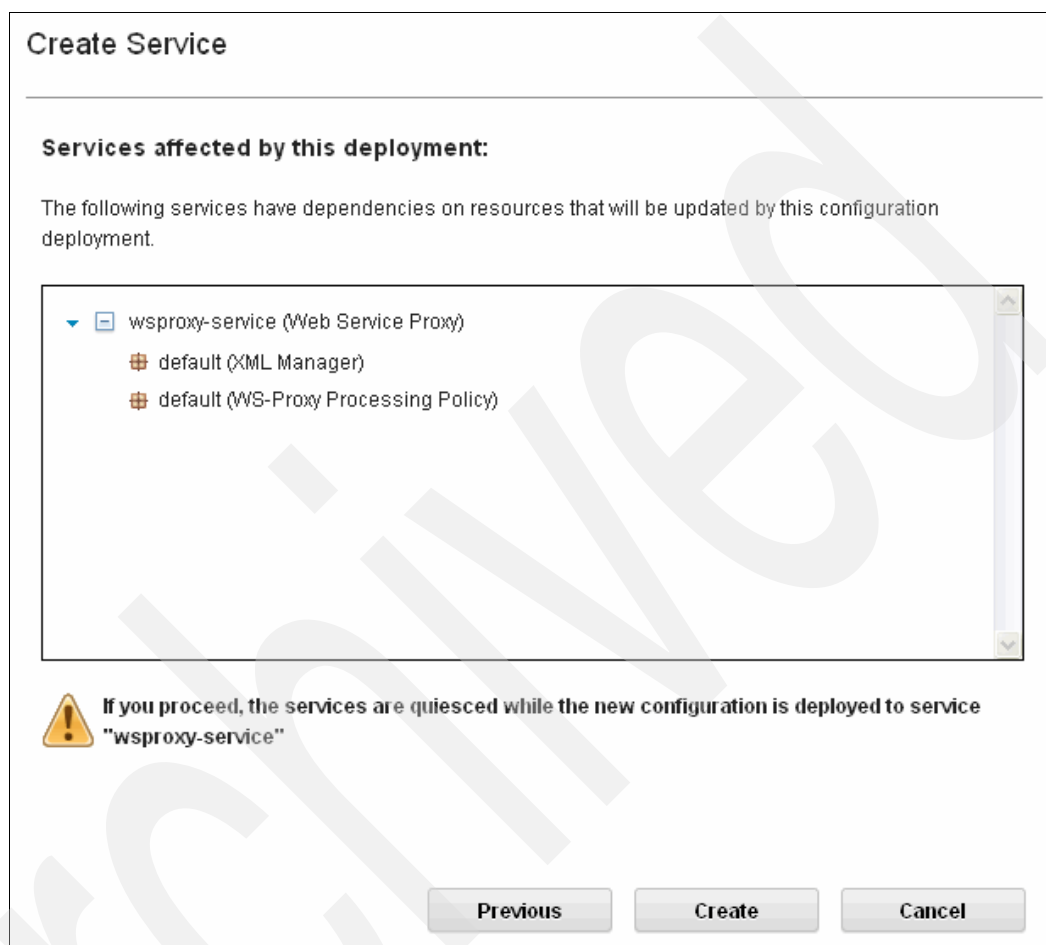 Create Service
Services affected by this deployment:
The following services have dependencies on resources that will be updated by this configuration
deployment.
wsproxy-service (Web Service Proxy)
default (XML Manager)
default (WS-Proxy Processing Policy)
If you proceed, the services are quiesced while the new configuration is deployed to service
"wsproxy-service"
Previous
Create
Cancel
rchived